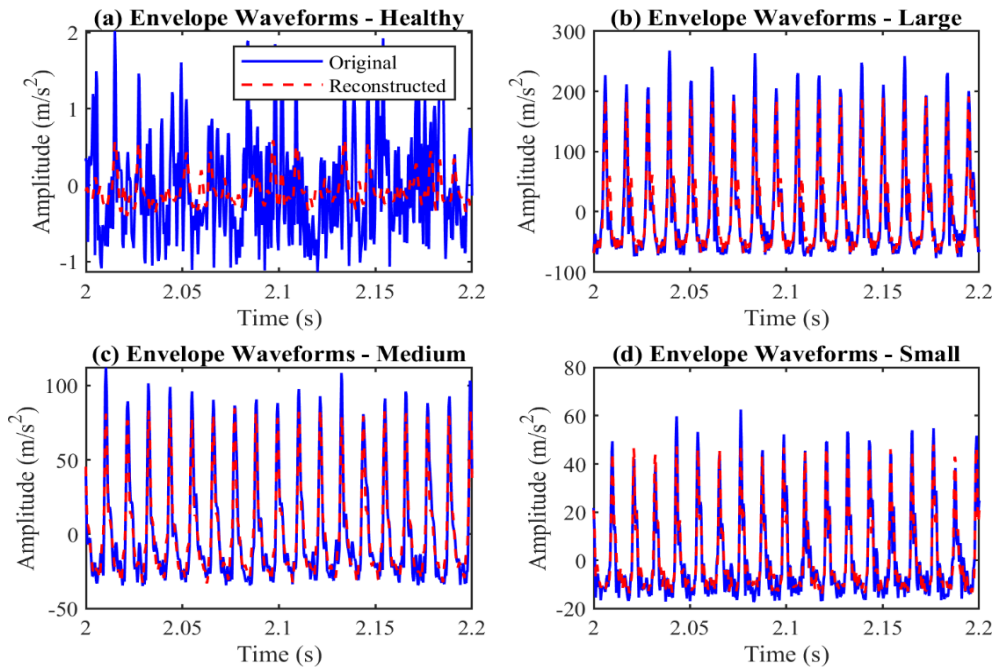 (a) Envelope Waveforms - Healthy
Amplitude (m/s²)
2
1
0
-1
Original
Reconstructed
2
2.05
2.1
2.15
2.2
Time (s)
(b) Envelope Waveforms - Large
Amplitude (m/s²)
300
200
100
0
-100
2
2.05
2.1
2.15
2.2
Time (s)
(c) Envelope Waveforms - Medium
Amplitude (m/s²)
100
50
0
-50
2
2.05
2.1
2.15
2.2
Time (s)
(d) Envelope Waveforms - Small
Amplitude (m/s²)
80
60
40
20
0
-20
2
2.05
2.1
2.15
2.2
Time (s)